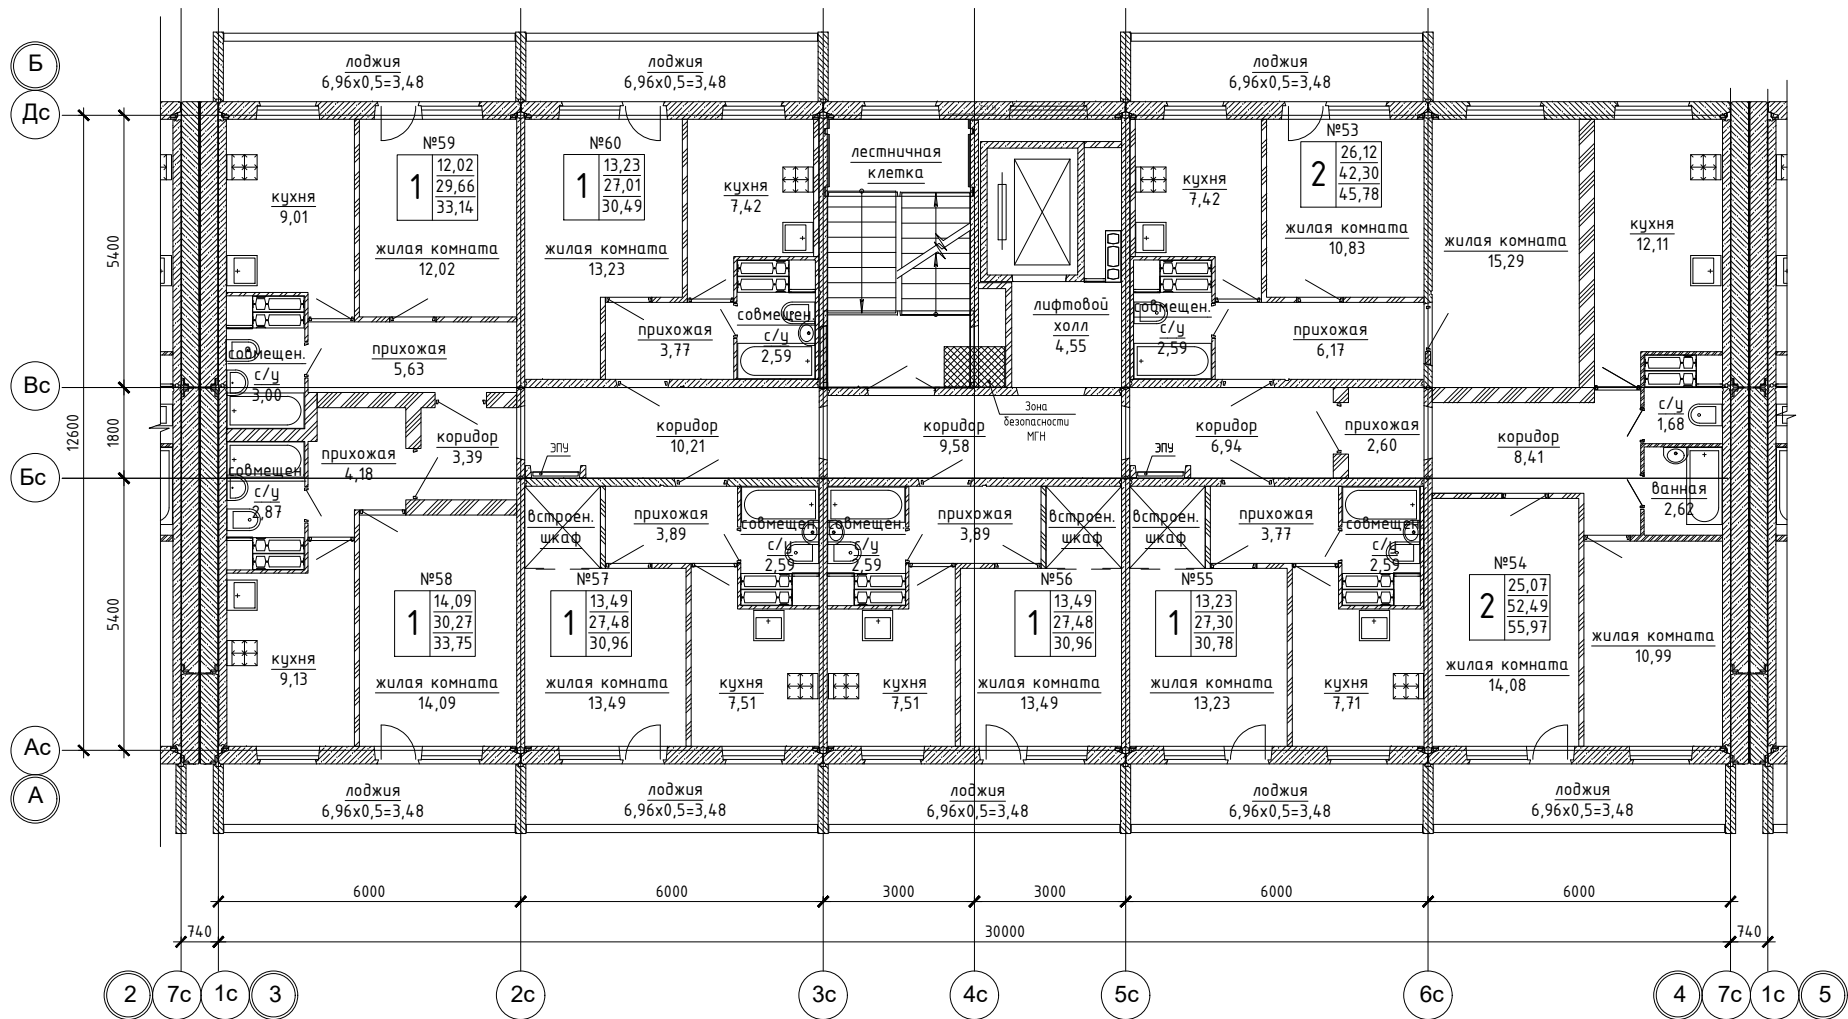 Б
Дс
Вс
Бс
Ас
А
5400
1800
5400
12600
лоджия
6,96х0,5=3,48
лоджия
6,96х0,5=3,48
лоджия
6,96х0,5=3,48
№59
1
12,02
29,66
33,14
кухня
9,01
жилая комната
12,02
прихожая
5,63
совмещен.
с/у
3,00
№60
1
13,23
27,01
30,49
кухня
7,42
жилая комната
13,23
прихожая
3,77
совмещен.
с/у
2,59
лестничная
клетка
лифтовой
холл
4,55
№53
2
26,12
42,30
45,78
кухня
7,42
жилая комната
10,83
совмещен.
с/у
2,59
прихожая
6,17
жилая комната
15,29
кухня
12,11
с/у
1,68
коридор
3,39
прихожая
4,18
коридор
10,21
ЭПУ
коридор
9,58
Зона
безопасности
МГН
коридор
6,94
ЭПУ
прихожая
2,60
коридор
8,41
ванная
2,62
совмещен.
с/у
2,87
№58
1
14,09
30,27
33,75
кухня
9,13
жилая комната
14,09
встроен.
шкаф
прихожая
3,89
совмещен.
с/у
2,59
№57
1
13,49
27,48
30,96
жилая комната
13,49
кухня
7,51
совмещен.
с/у
2,59
прихожая
3,89
встроен.
шкаф
№56
1
13,49
27,48
30,96
кухня
7,51
жилая комната
13,49
встроен.
шкаф
прихожая
3,77
совмещен.
с/у
2,59
№55
1
13,23
27,30
30,78
жилая комната
13,23
кухня
7,71
№54
2
25,07
52,49
55,97
жилая комната
14,08
жилая комната
10,99
лоджия
6,96х0,5=3,48
лоджия
6,96х0,5=3,48
лоджия
6,96х0,5=3,48
лоджия
6,96х0,5=3,48
лоджия
6,96х0,5=3,48
6000
6000
3000
3000
6000
6000
740
30000
740
2
7с
1с
3
2с
3с
4с
5с
6с
4
7с
1с
5